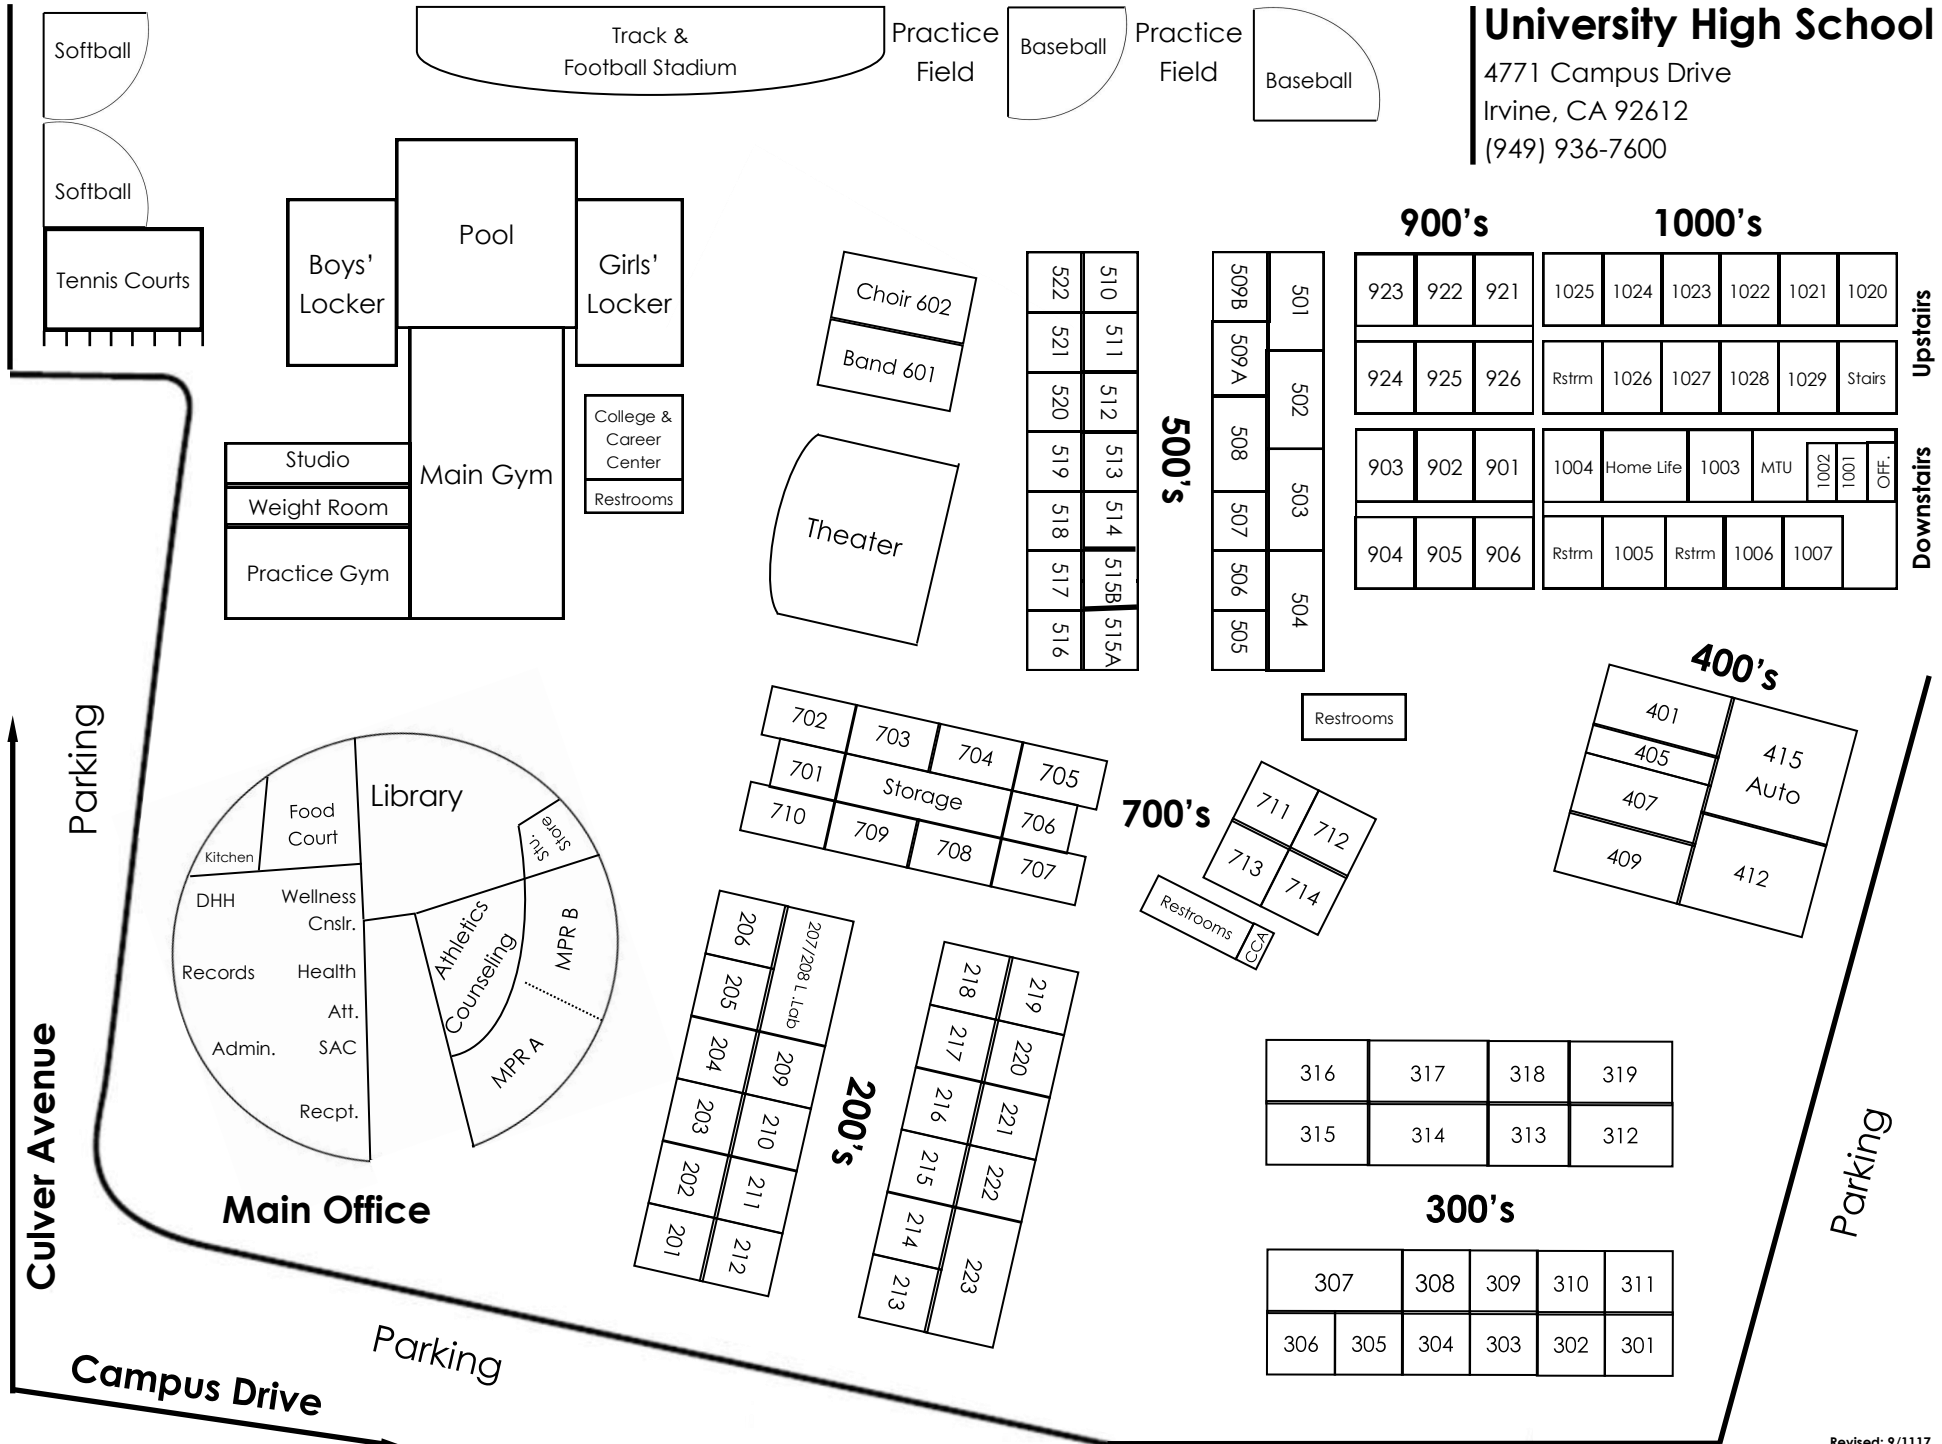 University High School
4771 Campus Drive
Irvine, CA 92612
(949) 936-7600
Softball
Softball
Tennis Courts
Track &
Football Stadium
Practice
Field
Baseball
Practice
Field
Baseball
Pool
Boys’
Locker
Girls’
Locker
Main Gym
Studio
Weight Room
Practice Gym
College &
Career
Center
Restrooms
Choir 602
Band 601
Theater
522
510
521
511
520
512
519
513
518
514
517
515B
516
515A
500’s
509B
501
509A
502
508
503
507
506
504
505
900’s
923
922
921
924
925
926
903
902
901
904
905
906
1000’s
1025
1024
1023
1022
1021
1020
Rstrm
1026
1027
1028
1029
Stairs
Upstairs
1004
Home Life
1003
MTU
1002
1001
OFF.
Rstrm
1005
Rstrm
1006
1007
Downstairs
Restrooms
400’s
401
405
407
409
415
Auto
412
702
703
704
705
701
Storage
706
710
709
708
707
700’s
711
712
713
714
Restrooms
CCA
Library
Food
Court
Kitchen
Stu.
Store
DHH
Wellness
Cnslr.
Records
Health
Att.
Admin.
SAC
Recpt.
Athletics
Counseling
MPR B
MPR A
Main Office
206
207/208 L.Lab
205
204
209
203
210
202
211
201
212
200’s
218
219
217
220
216
221
215
222
214
223
213
316
317
318
319
315
314
313
312
300’s
307
308
309
310
311
306
305
304
303
302
301
Parking
Parking
Parking
Culver Avenue
Campus Drive
Revised: 9/1117